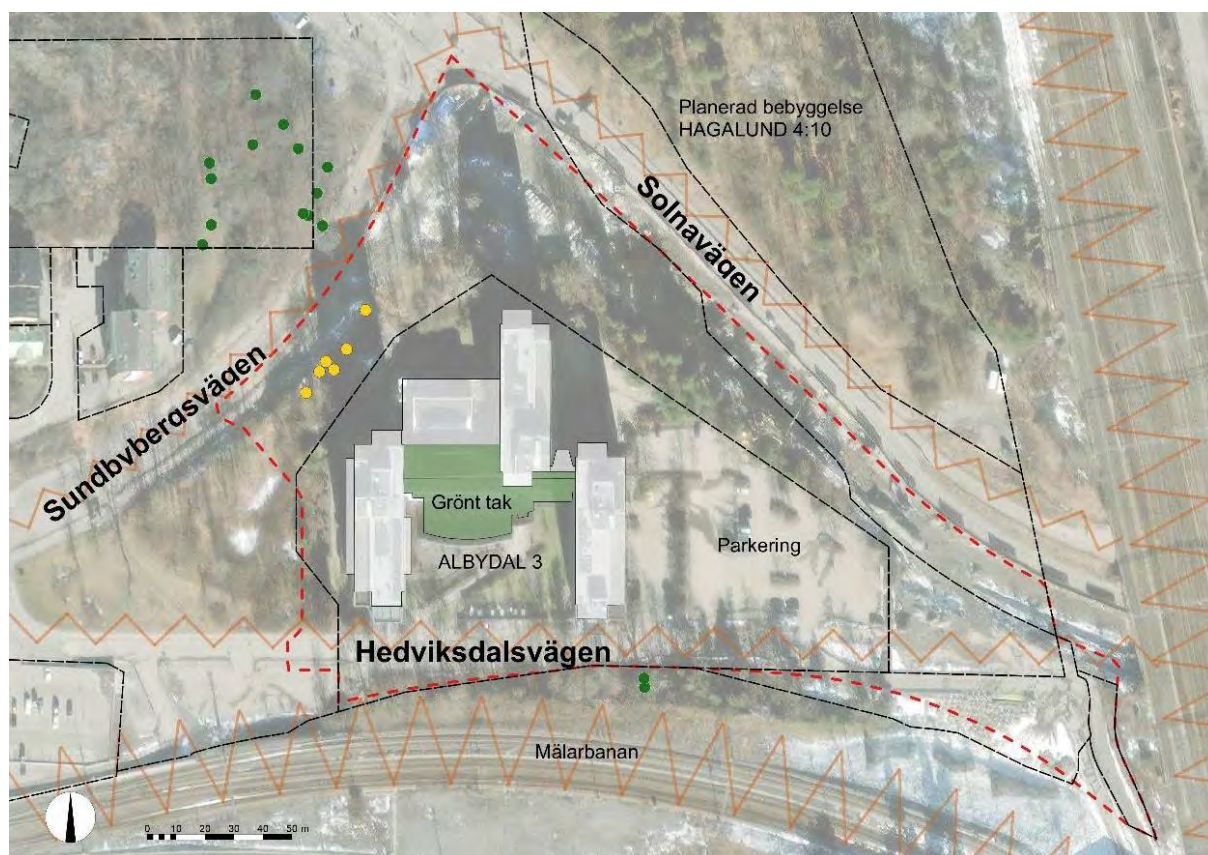 Planerad bebyggelse
HAGALUND 4:10
Solnavägen
Sundbybergsvägen
Grönt tak
ALBYDAL 3
Parkering
Hedviksdalsvägen
Mälarbanan
0 10 20 30 40 50 m